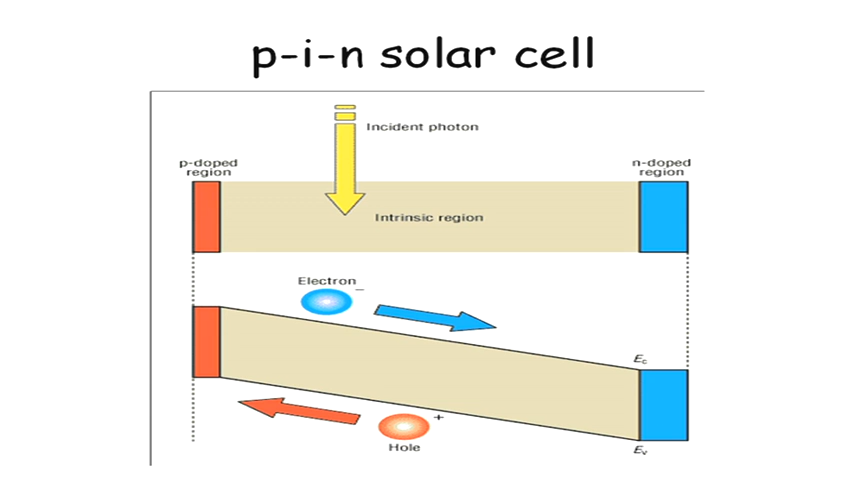 p-i-n solar cell
Incident photon
p-doped
region
n-doped
region
Intrinsic region
Electron
−
Ec
+
Hole
Ev